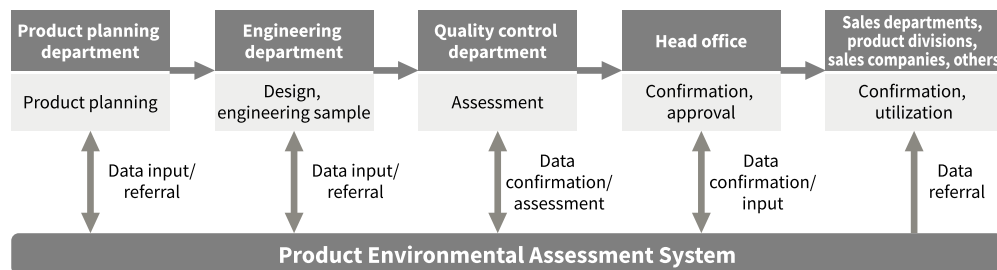 Product planning
department
Product planning
Engineering
department
Design,
engineering sample
Quality control
department
Assessment
Head office
Confirmation,
approval
Sales departments,
product divisions,
sales companies, others
Confirmation,
utilization
Data input/
referral
Data input/
referral
Data
confirmation/
assessment
Data
confirmation/
input
Data
referral
Product Environmental Assessment System